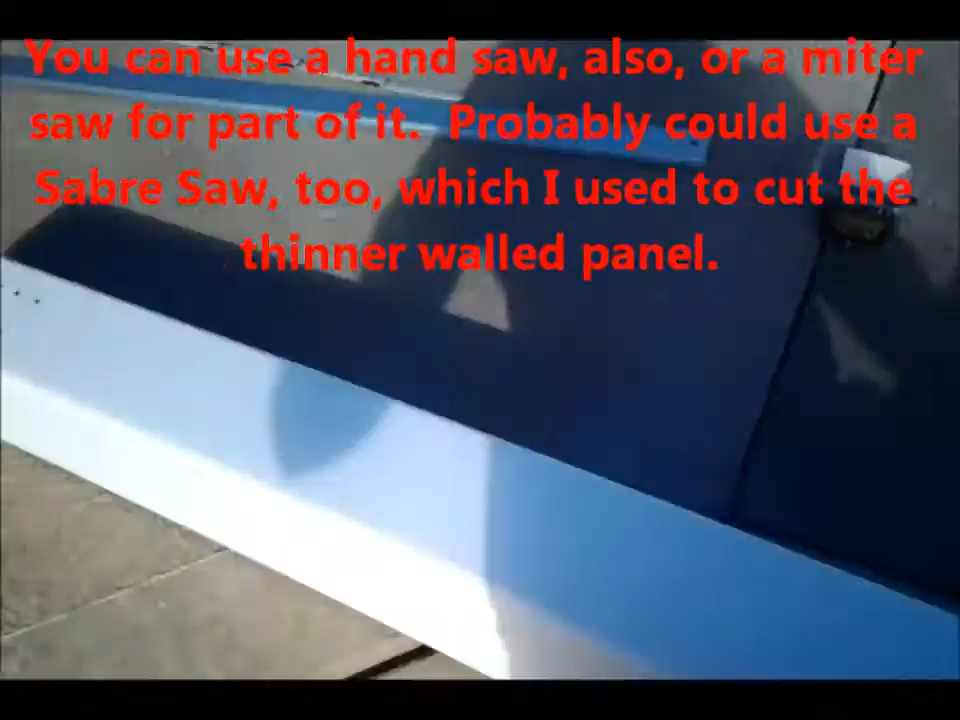 You can use a hand saw, also, or a miter
saw for part of it. Probably could use a
Sabre Saw, too, which I used to cut the
thinner walled panel.